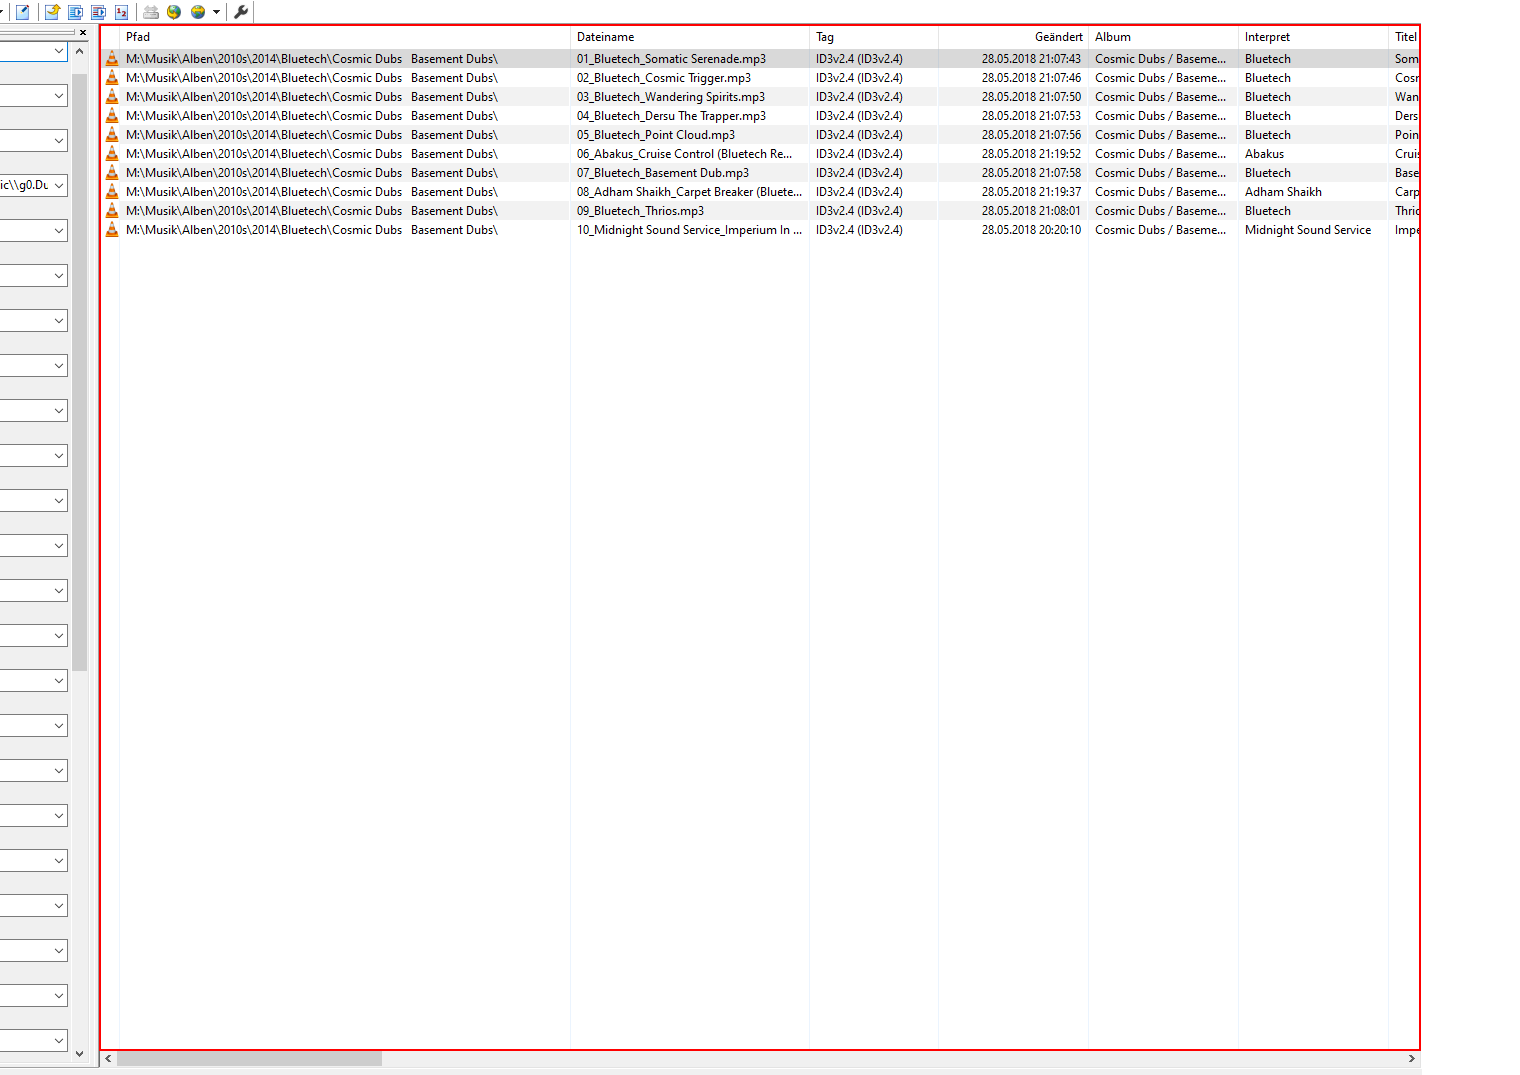 Pfad Dateiname Tag Geändert Album Interpret Titel
M:\Musik\Alben\2010s\2014\Bluetech\Cosmic Dubs   Basement Dubs\ 01_Bluetech_Somatic Serenade.mp3 ID3v2.4 (ID3v2.4) 28.05.2018 21:07:43 Cosmic Dubs / Baseme... Bluetech Som
M:\Musik\Alben\2010s\2014\Bluetech\Cosmic Dubs   Basement Dubs\ 02_Bluetech_Cosmic Trigger.mp3 ID3v2.4 (ID3v2.4) 28.05.2018 21:07:46 Cosmic Dubs / Baseme... Bluetech Cosr
M:\Musik\Alben\2010s\2014\Bluetech\Cosmic Dubs   Basement Dubs\ 03_Bluetech_Wandering Spirits.mp3 ID3v2.4 (ID3v2.4) 28.05.2018 21:07:50 Cosmic Dubs / Baseme... Bluetech Wan
M:\Musik\Alben\2010s\2014\Bluetech\Cosmic Dubs   Basement Dubs\ 04_Bluetech_Dersu The Trapper.mp3 ID3v2.4 (ID3v2.4) 28.05.2018 21:07:53 Cosmic Dubs / Baseme... Bluetech Ders
M:\Musik\Alben\2010s\2014\Bluetech\Cosmic Dubs   Basement Dubs\ 05_Bluetech_Point Cloud.mp3 ID3v2.4 (ID3v2.4) 28.05.2018 21:07:56 Cosmic Dubs / Baseme... Bluetech Poin
M:\Musik\Alben\2010s\2014\Bluetech\Cosmic Dubs   Basement Dubs\ 06_Abakus_Cruise Control (Bluetech Re... ID3v2.4 (ID3v2.4) 28.05.2018 21:19:52 Cosmic Dubs / Baseme... Abakus Cruis
ic\\g0.Du M:\Musik\Alben\2010s\2014\Bluetech\Cosmic Dubs   Basement Dubs\ 07_Bluetech_Basement Dub.mp3 ID3v2.4 (ID3v2.4) 28.05.2018 21:07:58 Cosmic Dubs / Baseme... Bluetech Base
M:\Musik\Alben\2010s\2014\Bluetech\Cosmic Dubs   Basement Dubs\ 08_Adham Shaikh_Carpet Breaker (Bluete... ID3v2.4 (ID3v2.4) 28.05.2018 21:19:37 Cosmic Dubs / Baseme... Adham Shaikh Carp
M:\Musik\Alben\2010s\2014\Bluetech\Cosmic Dubs   Basement Dubs\ 09_Bluetech_Thrios.mp3 ID3v2.4 (ID3v2.4) 28.05.2018 21:08:01 Cosmic Dubs / Baseme... Bluetech Thric
M:\Musik\Alben\2010s\2014\Bluetech\Cosmic Dubs   Basement Dubs\ 10_Midnight Sound Service_Imperium In ... ID3v2.4 (ID3v2.4) 28.05.2018 20:20:10 Cosmic Dubs / Baseme... Midnight Sound Service Impe